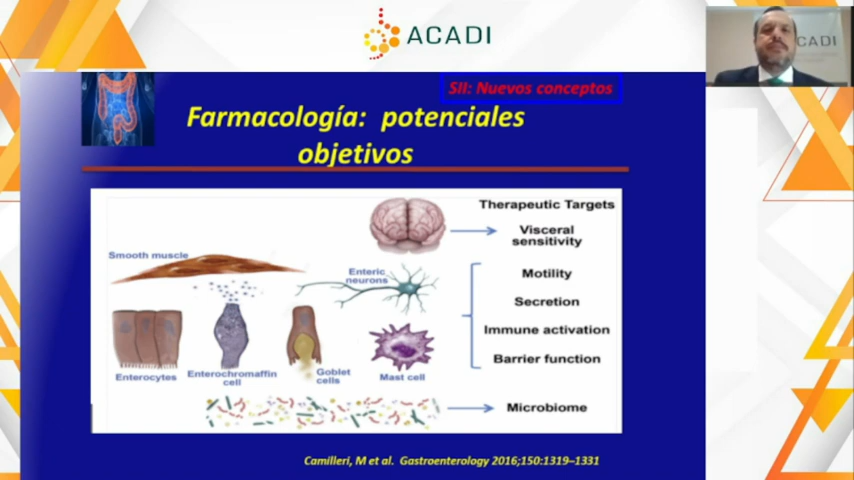 ACADI
CADI
SII: Nuevos conceptos
Farmacología: potenciales
objetivos
Therapeutic Targets
Visceral
sensitivity
Smooth muscle
Enteric
neurons
Motility
Secretion
Immune activation
Barrier function
Enterocytes
Enterochromaffin
cell
Goblet
cells
Mast cell
Microbiome
Camilleri, M et al. Gastroenterology 2016;150:1319–1331